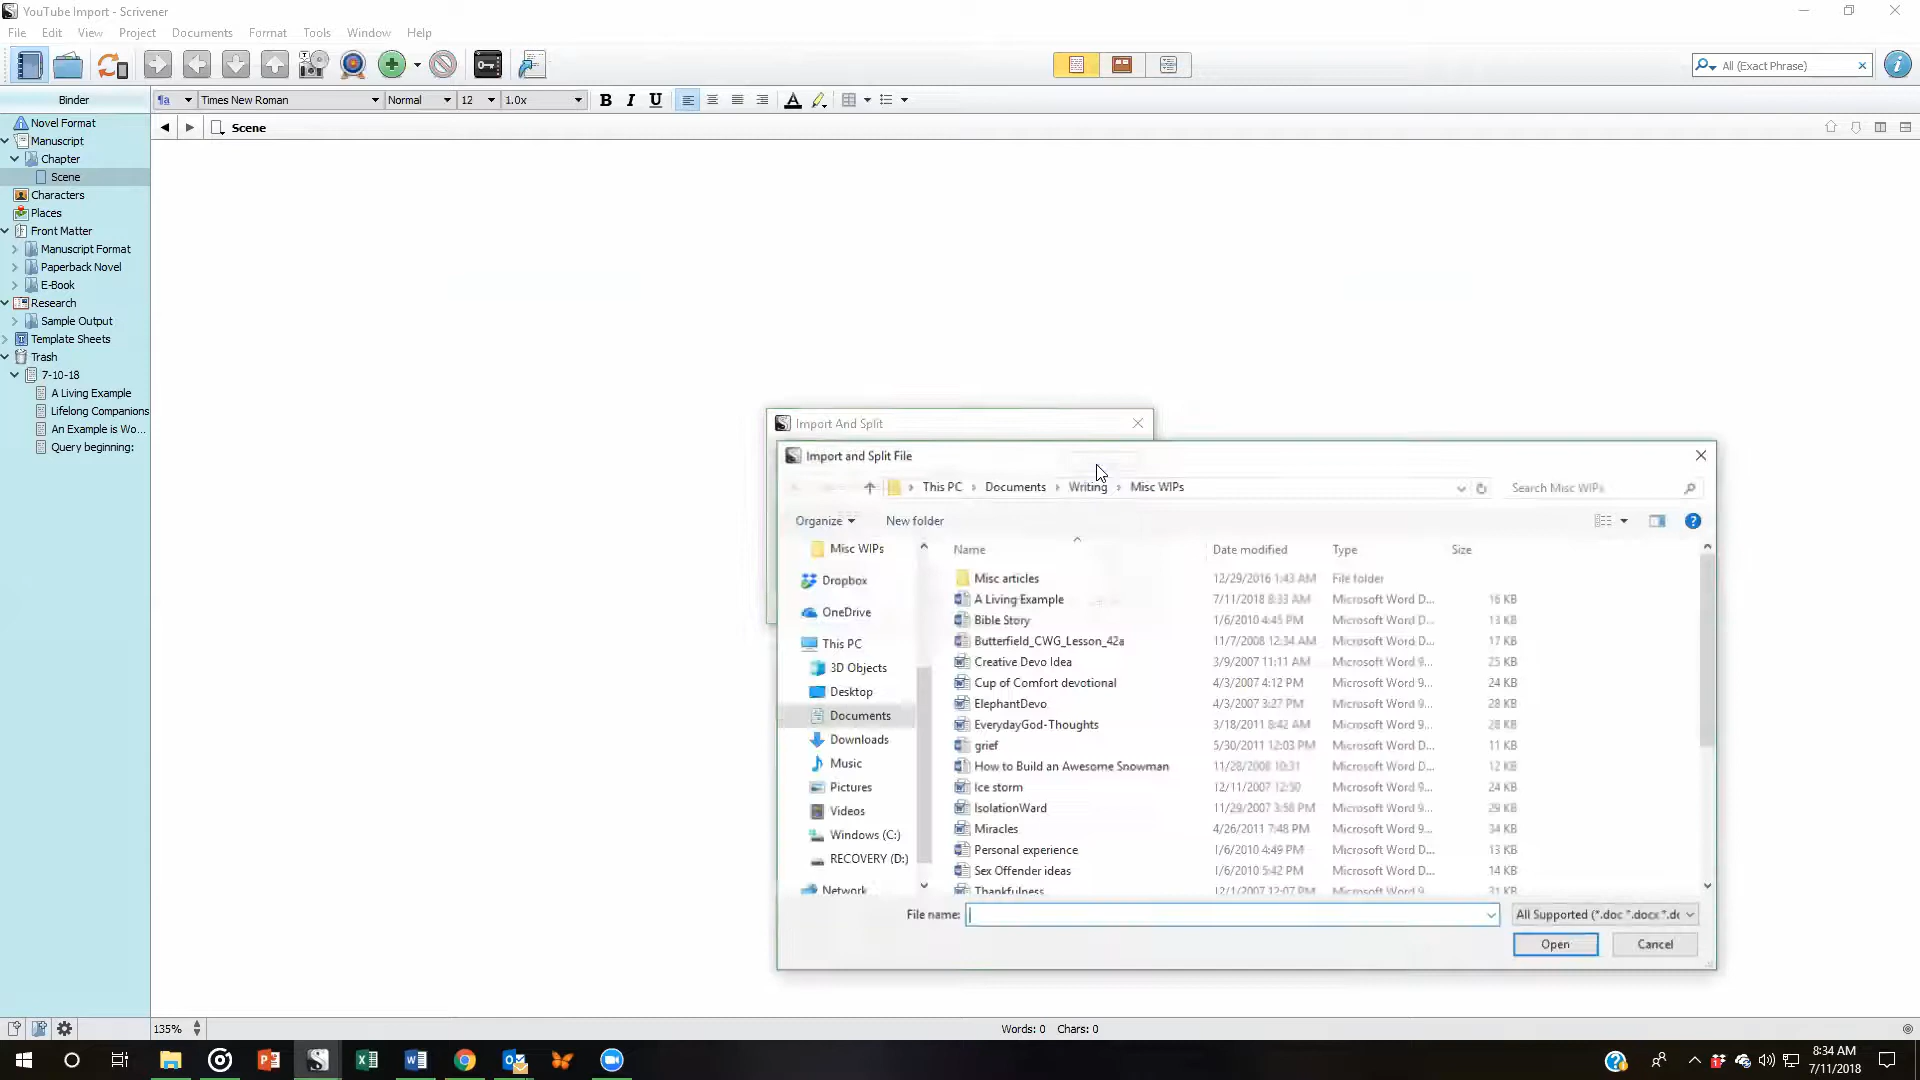 YouTube Import - Scrivener
File Edit View Project Documents Format Tools Window Help
All (Exact Phrase)
Binder
Times New Roman Normal 12 1.0x B I U A
Scene
Novel Format
Manuscript
Chapter
Scene
Characters
Places
Front Matter
Manuscript Format
Paperback Novel
E-Book
Research
Sample Output
Template Sheets
Trash
7-10-18
A Living Example
Lifelong Companions
An Example is Wo...
Query beginning:
Import And Split
Import and Split File
This PC Documents Writing Misc WIPs
Search Misc WIPs
Organize New folder
Misc WIPs
Dropbox
OneDrive
This PC
3D Objects
Desktop
Documents
Downloads
Music
Pictures
Videos
Windows (C:)
RECOVERY (D:)
Network
Name Date modified Type Size
Misc articles 12/29/2016 1:43 AM File folder
A Living Example 7/11/2018 8:33 AM Microsoft Word D... 16 KB
Bible Story 1/6/2010 4:45 PM Microsoft Word D... 13 KB
Butterfield_CWG_Lesson_42a 11/7/2008 12:34 AM Microsoft Word D... 17 KB
Creative Devo Idea 3/9/2007 11:11 AM Microsoft Word 9... 25 KB
Cup of Comfort devotional 4/3/2007 4:12 PM Microsoft Word 9... 24 KB
ElephantDevo 4/3/2007 3:27 PM Microsoft Word 9... 28 KB
EverydayGod-Thoughts 3/18/2011 8:42 AM Microsoft Word 9... 28 KB
grief 5/30/2011 12:03 PM Microsoft Word D... 11 KB
How to Build an Awesome Snowman 11/28/2008 10:31 Microsoft Word D... 12 KB
Ice storm 12/11/2007 12:50 Microsoft Word 9... 24 KB
IsolationWard 11/29/2007 3:58 PM Microsoft Word 9... 29 KB
Miracles 4/26/2011 7:48 PM Microsoft Word 9... 34 KB
Personal experience 1/6/2010 4:49 PM Microsoft Word D... 13 KB
Sex Offender ideas 1/6/2010 5:42 PM Microsoft Word D... 14 KB
Thankfulness 12/1/2007 12:07 PM Microsoft Word 9... 31 KB
File name:
All Supported (*.doc *.docx *.do
Open Cancel
135%
Words: 0 Chars: 0
8:34 AM
7/11/2018